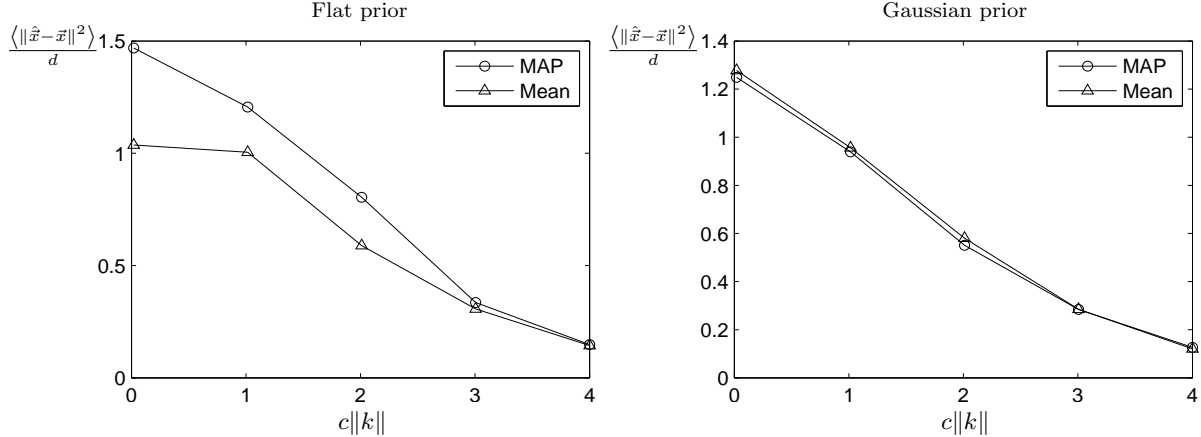 Flat prior
⟨‖x̂−x⃗‖²⟩
d
1.5
1
0.5
0
0 1 2 3 4
c‖k‖
MAP
Mean
Gaussian prior
⟨‖x̂−x⃗‖²⟩
d
1.4
1.2
1
0.8
0.6
0.4
0.2
0
0 1 2 3 4
c‖k‖
MAP
Mean